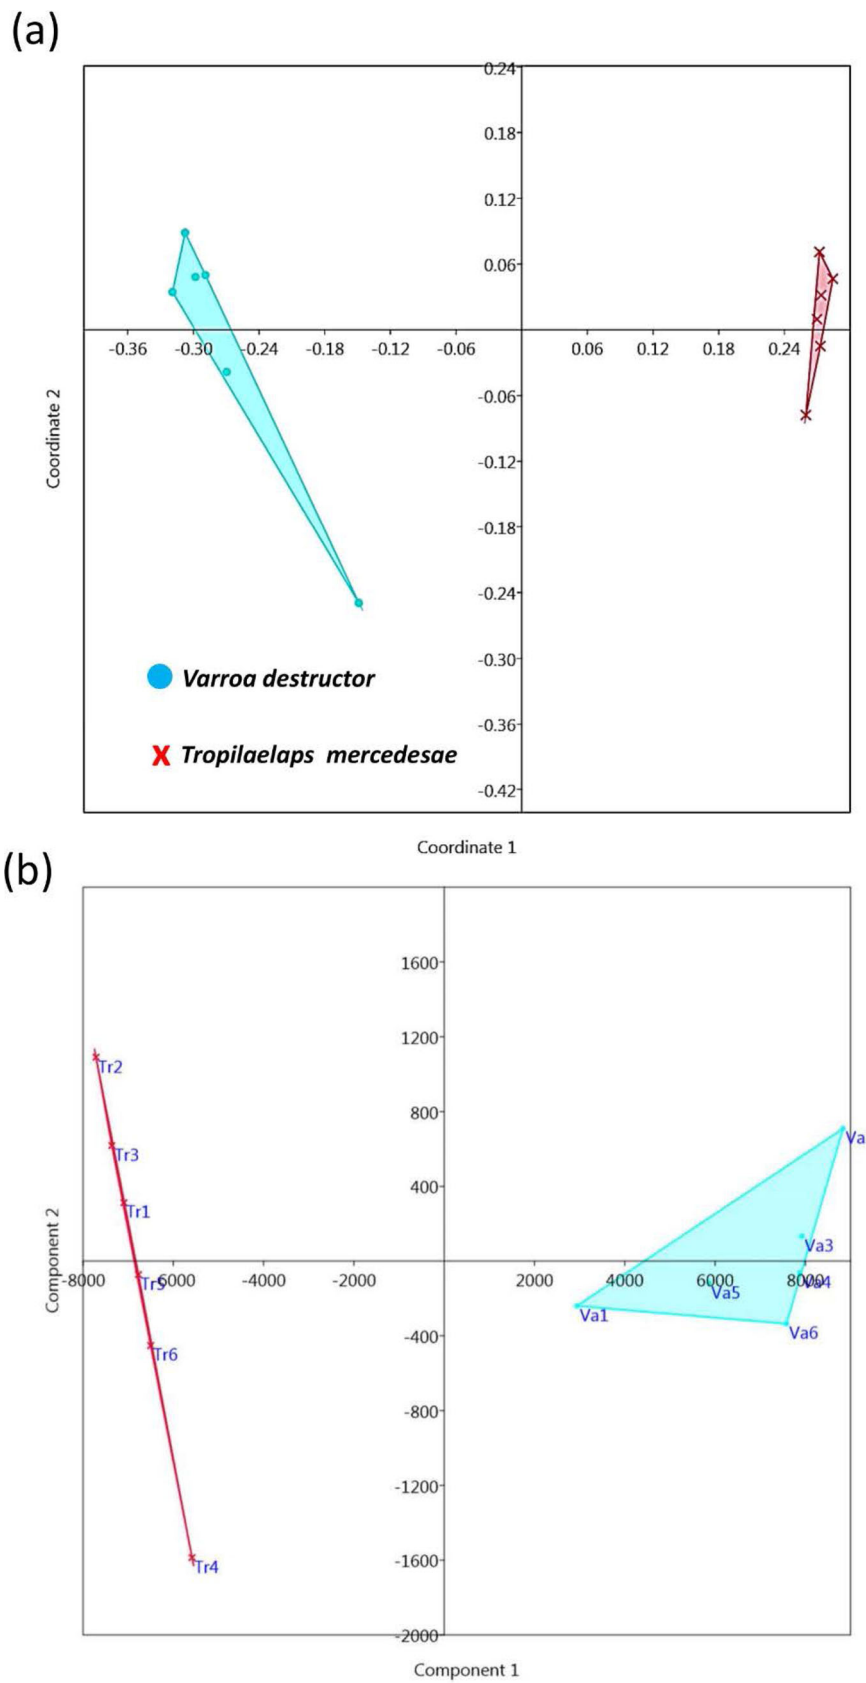 (a)
0.24
0.18
0.12
0.06
-0.36 -0.30 -0.24 -0.18 -0.12 -0.06 0.06 0.12 0.18 0.24
-0.06
-0.12
-0.18
-0.24
-0.30
-0.36
-0.42
Coordinate 2
Varroa destructor
Tropilaelaps mercedesae
Coordinate 1
(b)
1600
1200
800
400
-8000 -6000 -4000 -2000 2000 4000 6000 8000
-400
-800
-1200
-1600
-2000
Component 2
Tr2
Tr3
Tr1
Tr5
Tr6
Tr4
Va
Va3
Va4
Va5
Va1
Va6
Component 1